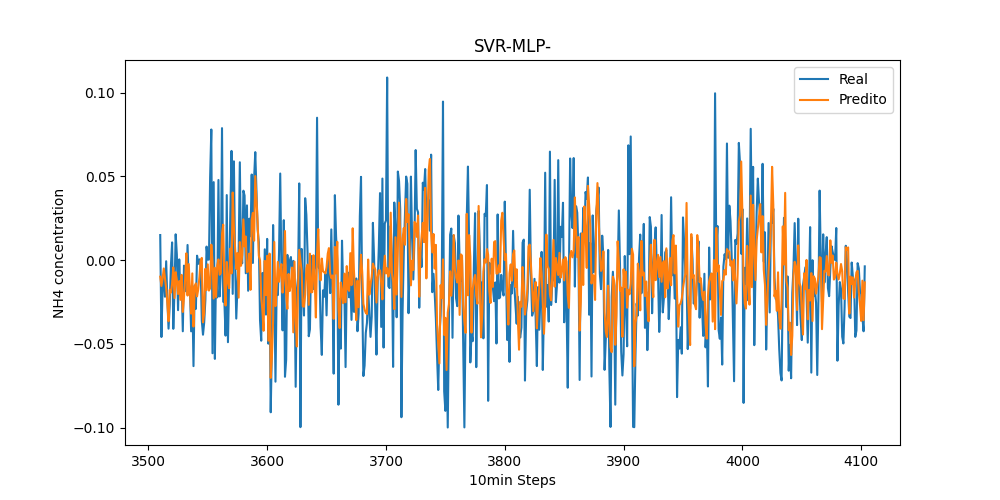 SVR-MLP-
Real
Predito
NH4 concentration
0.10
0.05
0.00
−0.05
−0.10
3500 3600 3700 3800 3900 4000 4100
10min Steps